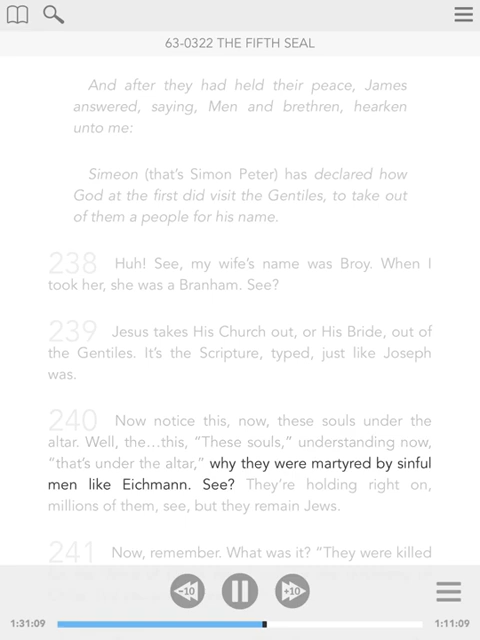 63-0322 THE FIFTH SEAL
And after they had held their peace, James
answered, saying, Men and brethren, hearken
unto me:
Simeon (that's Simon Peter) has declared how
God at the first did visit the Gentiles, to take out
of them a people for his name.
238 Huh! See, my wife's name was Broy. When I
took her, she was a Branham. See?
239 Jesus takes His Church out, or His Bride, out of
the Gentiles. It's the Scripture, typed, just like Joseph
was.
240 Now notice this, now, these souls under the
altar. Well, the…this, "These souls," understanding now,
"that's under the altar," why they were martyred by sinful
men like Eichmann. See? They're holding right on,
millions of them, see, but they remain Jews.
241 Now, remember. What was it? "They were killed
-10 +10
1:31:09 1:11:09